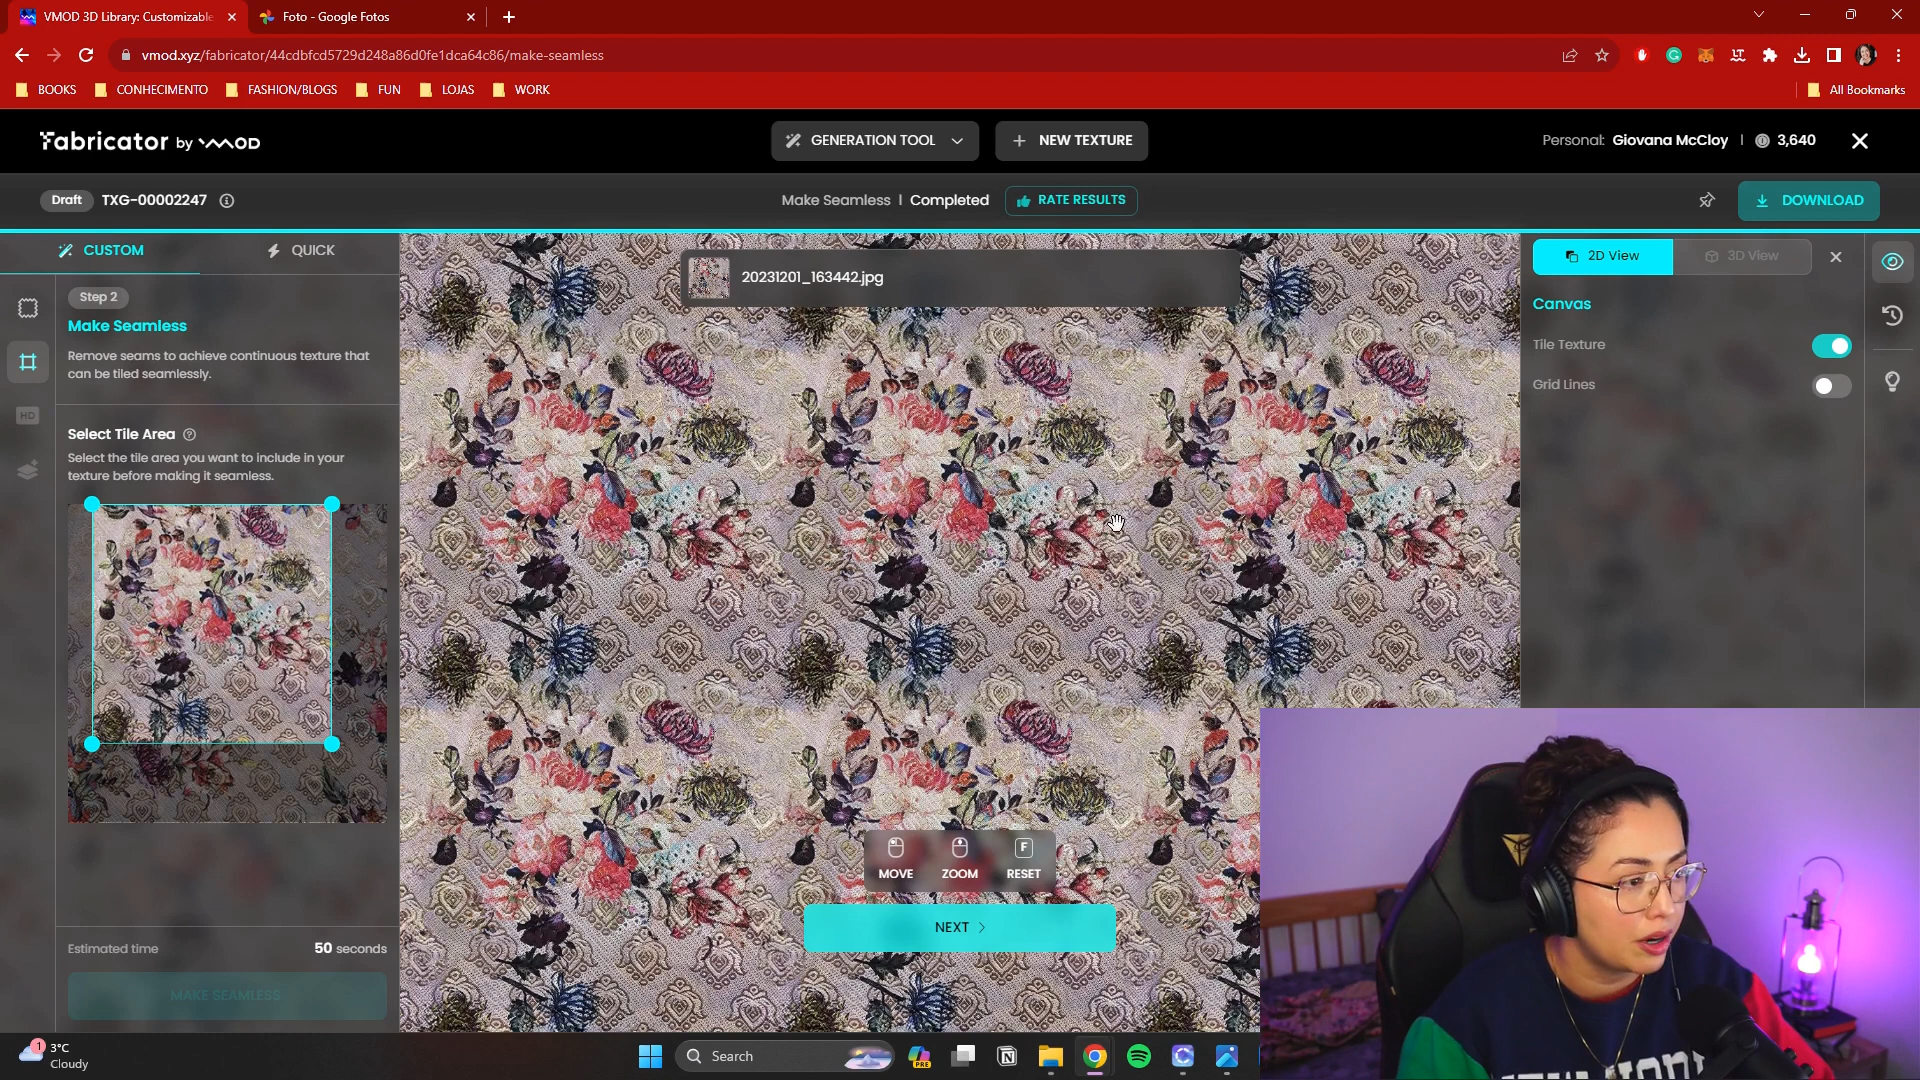 VMOD 3D Library: Customizable
Foto - Google Fotos
vmod.xyz/fabricator/44cdbfcd5729d248a86d0fe1dca64c86/make-seamless
BOOKS
CONHECIMENTO
FASHION/BLOGS
FUN
LOJAS
WORK
All Bookmarks
Fabricator by VMOD
GENERATION TOOL
NEW TEXTURE
Personal: Giovana McCloy | 3,640
Draft TXG-00002247
Make Seamless | Completed
RATE RESULTS
DOWNLOAD
CUSTOM
QUICK
20231201_163442.jpg
2D View
3D View
Step 2
Make Seamless
Remove seams to achieve continuous texture that
can be tiled seamlessly.
HD
Select Tile Area
Select the tile area you want to include in your
texture before making it seamless.
Canvas
Tile Texture
Grid Lines
F
MOVE
ZOOM
RESET
NEXT
Estimated time 50 seconds
MAKE SEAMLESS
1
3°C
Cloudy
Search
PRE